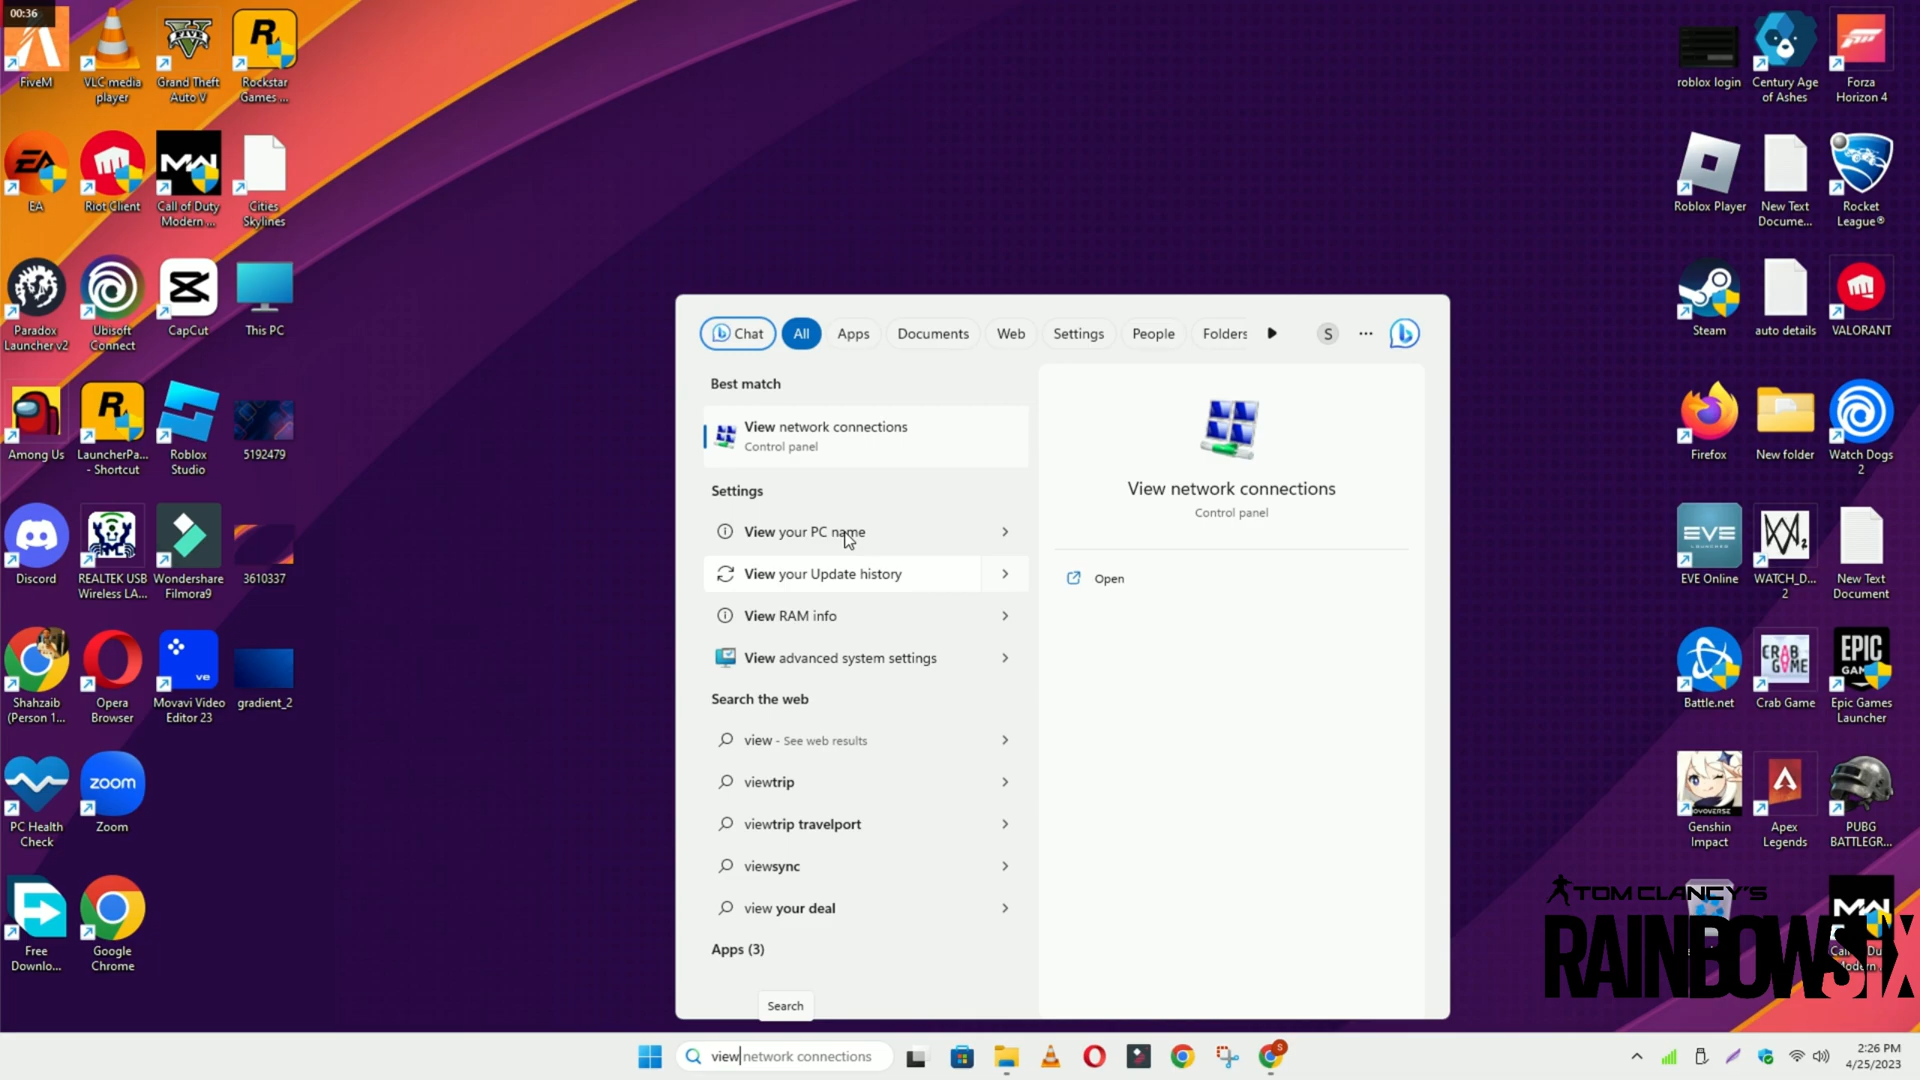 00:36
FiveM
VLC media
player
Grand Theft
Auto V
Rockstar
Games ...
EA
Riot Client
Call of Duty
Modern ...
Cities
Skylines
Paradox
Launcher v2
Ubisoft
Connect
CapCut
This PC
Among Us
LauncherPa...
- Shortcut
Roblox
Studio
5192479
Discord
REALTEK USB
Wireless LA...
Wondershare
Filmora9
3610337
Shahzaib
(Person 1...
Opera
Browser
Movavi Video
Editor 23
gradient_2
PC Health
Check
zoom
Zoom
Free
Downlo...
Google
Chrome
Chat
All
Apps
Documents
Web
Settings
People
Folders
S
Best match
View network connections
Control panel
Settings
View your PC name
View your Update history
View RAM info
View advanced system settings
Search the web
view - See web results
viewtrip
viewtrip travelport
viewsync
view your deal
Apps (3)
Search
View network connections
Control panel
Open
roblox login
Century Age
of Ashes
Forza
Horizon 4
Roblox Player
New Text
Docume...
Rocket
League®
Steam
auto details
VALORANT
Firefox
New folder
Watch Dogs
2
EVE
EVE Online
WATCH_D...
2
New Text
Document
Battle.net
CRAB
GAME
Crab Game
EPIC
GAMES
Epic Games
Launcher
Genshin
Impact
Apex
Legends
PUBG
BATTLEGR...
TOM CLANCY'S
RAINBOWSIX
view network connections
2:26 PM
4/25/2023